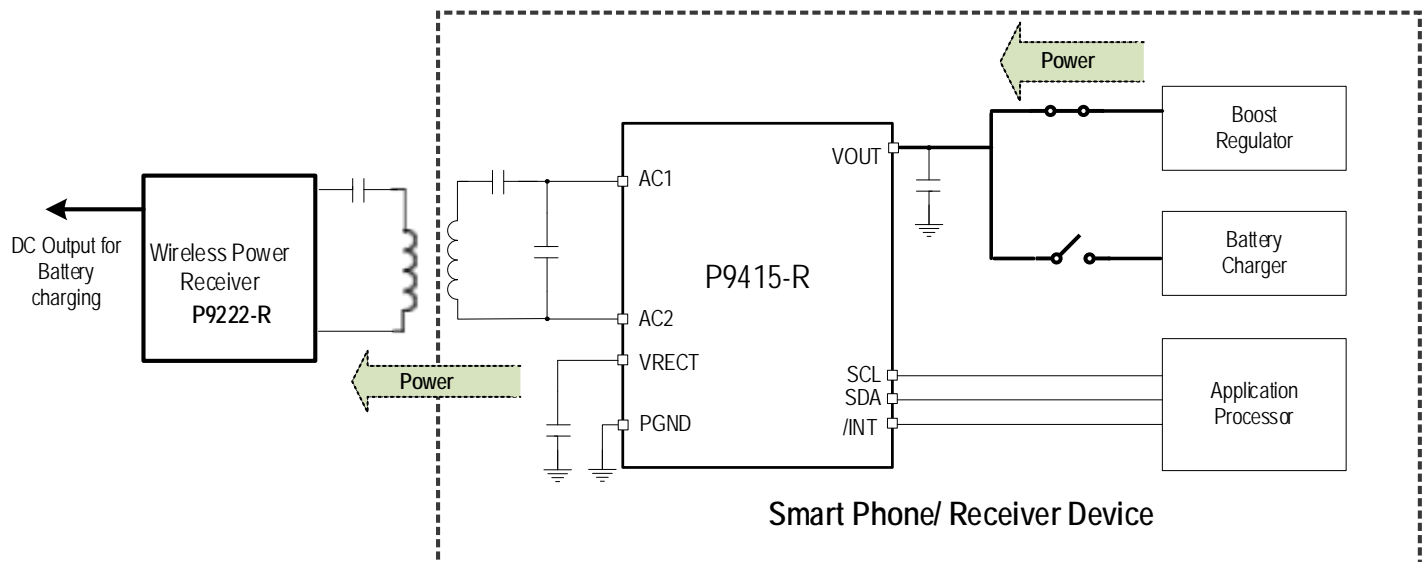 Power
Boost
Regulator
VOUT
AC1
Battery
Charger
DC Output for
Battery
charging
Wireless Power
Receiver
P9222-R
P9415-R
AC2
VRECT
Power
SCL
SDA
/INT
PGND
Application
Processor
Smart Phone/ Receiver Device